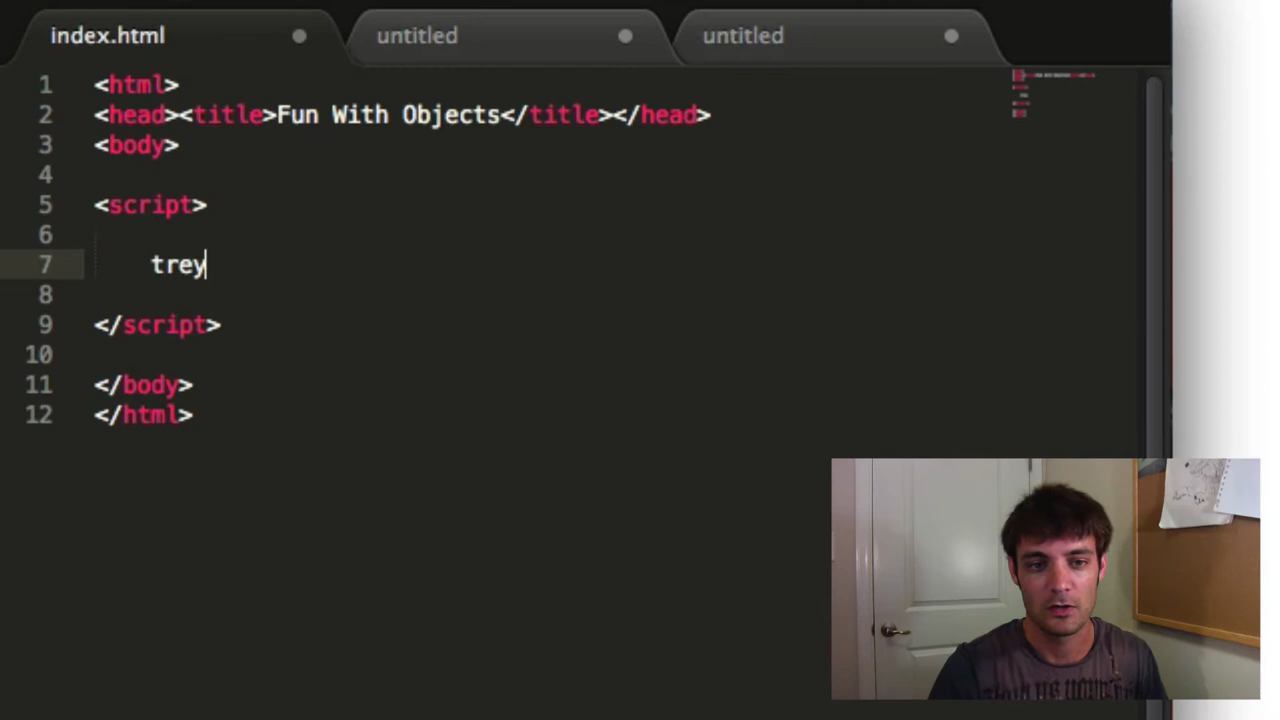 index.html untitled untitled
1 <html>
2 <head><title>Fun With Objects</title></head>
3 <body>
4
5 <script>
6
7 trey
8
9 </script>
10
11 </body>
12 </html>